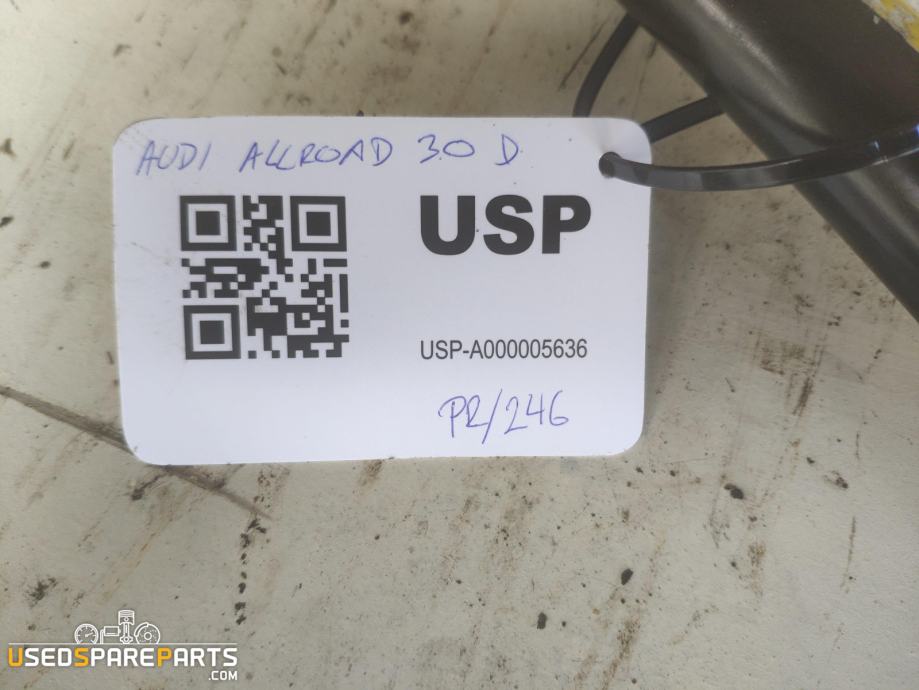 AUDI ALLROAD 3.0 D
USP
USP-A000005636
PR/246
USEDSPAREPARTS
.COM